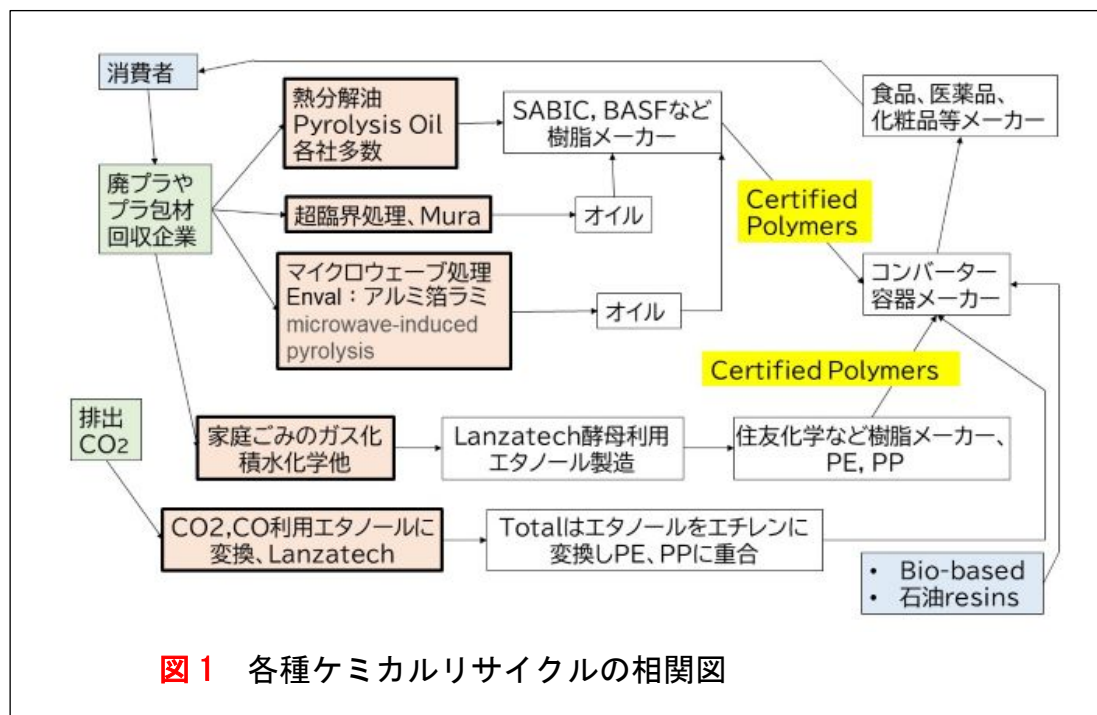 消費者
熱分解油
Pyrolysis Oil
各社多数
SABIC, BASFなど
樹脂メーカー
食品、医薬品、
化粧品等メーカー
廃プラや
プラ包材
回収企業
超臨界処理、Mura
オイル
Certified
Polymers
マイクロウェーブ処理
Enval：アルミ箔ラミ
microwave-induced
pyrolysis
オイル
コンバーター
容器メーカー
Certified Polymers
排出
CO2
家庭ごみのガス化
積水化学他
Lanzatech酵母利用
エタノール製造
住友化学など樹脂メーカー、
PE, PP
CO2,CO利用エタノールに
変換、Lanzatech
Totalはエタノールをエチレンに
変換しPE、PPに重合
• Bio-based
• 石油resins
図１ 各種ケミカルリサイクルの相関図